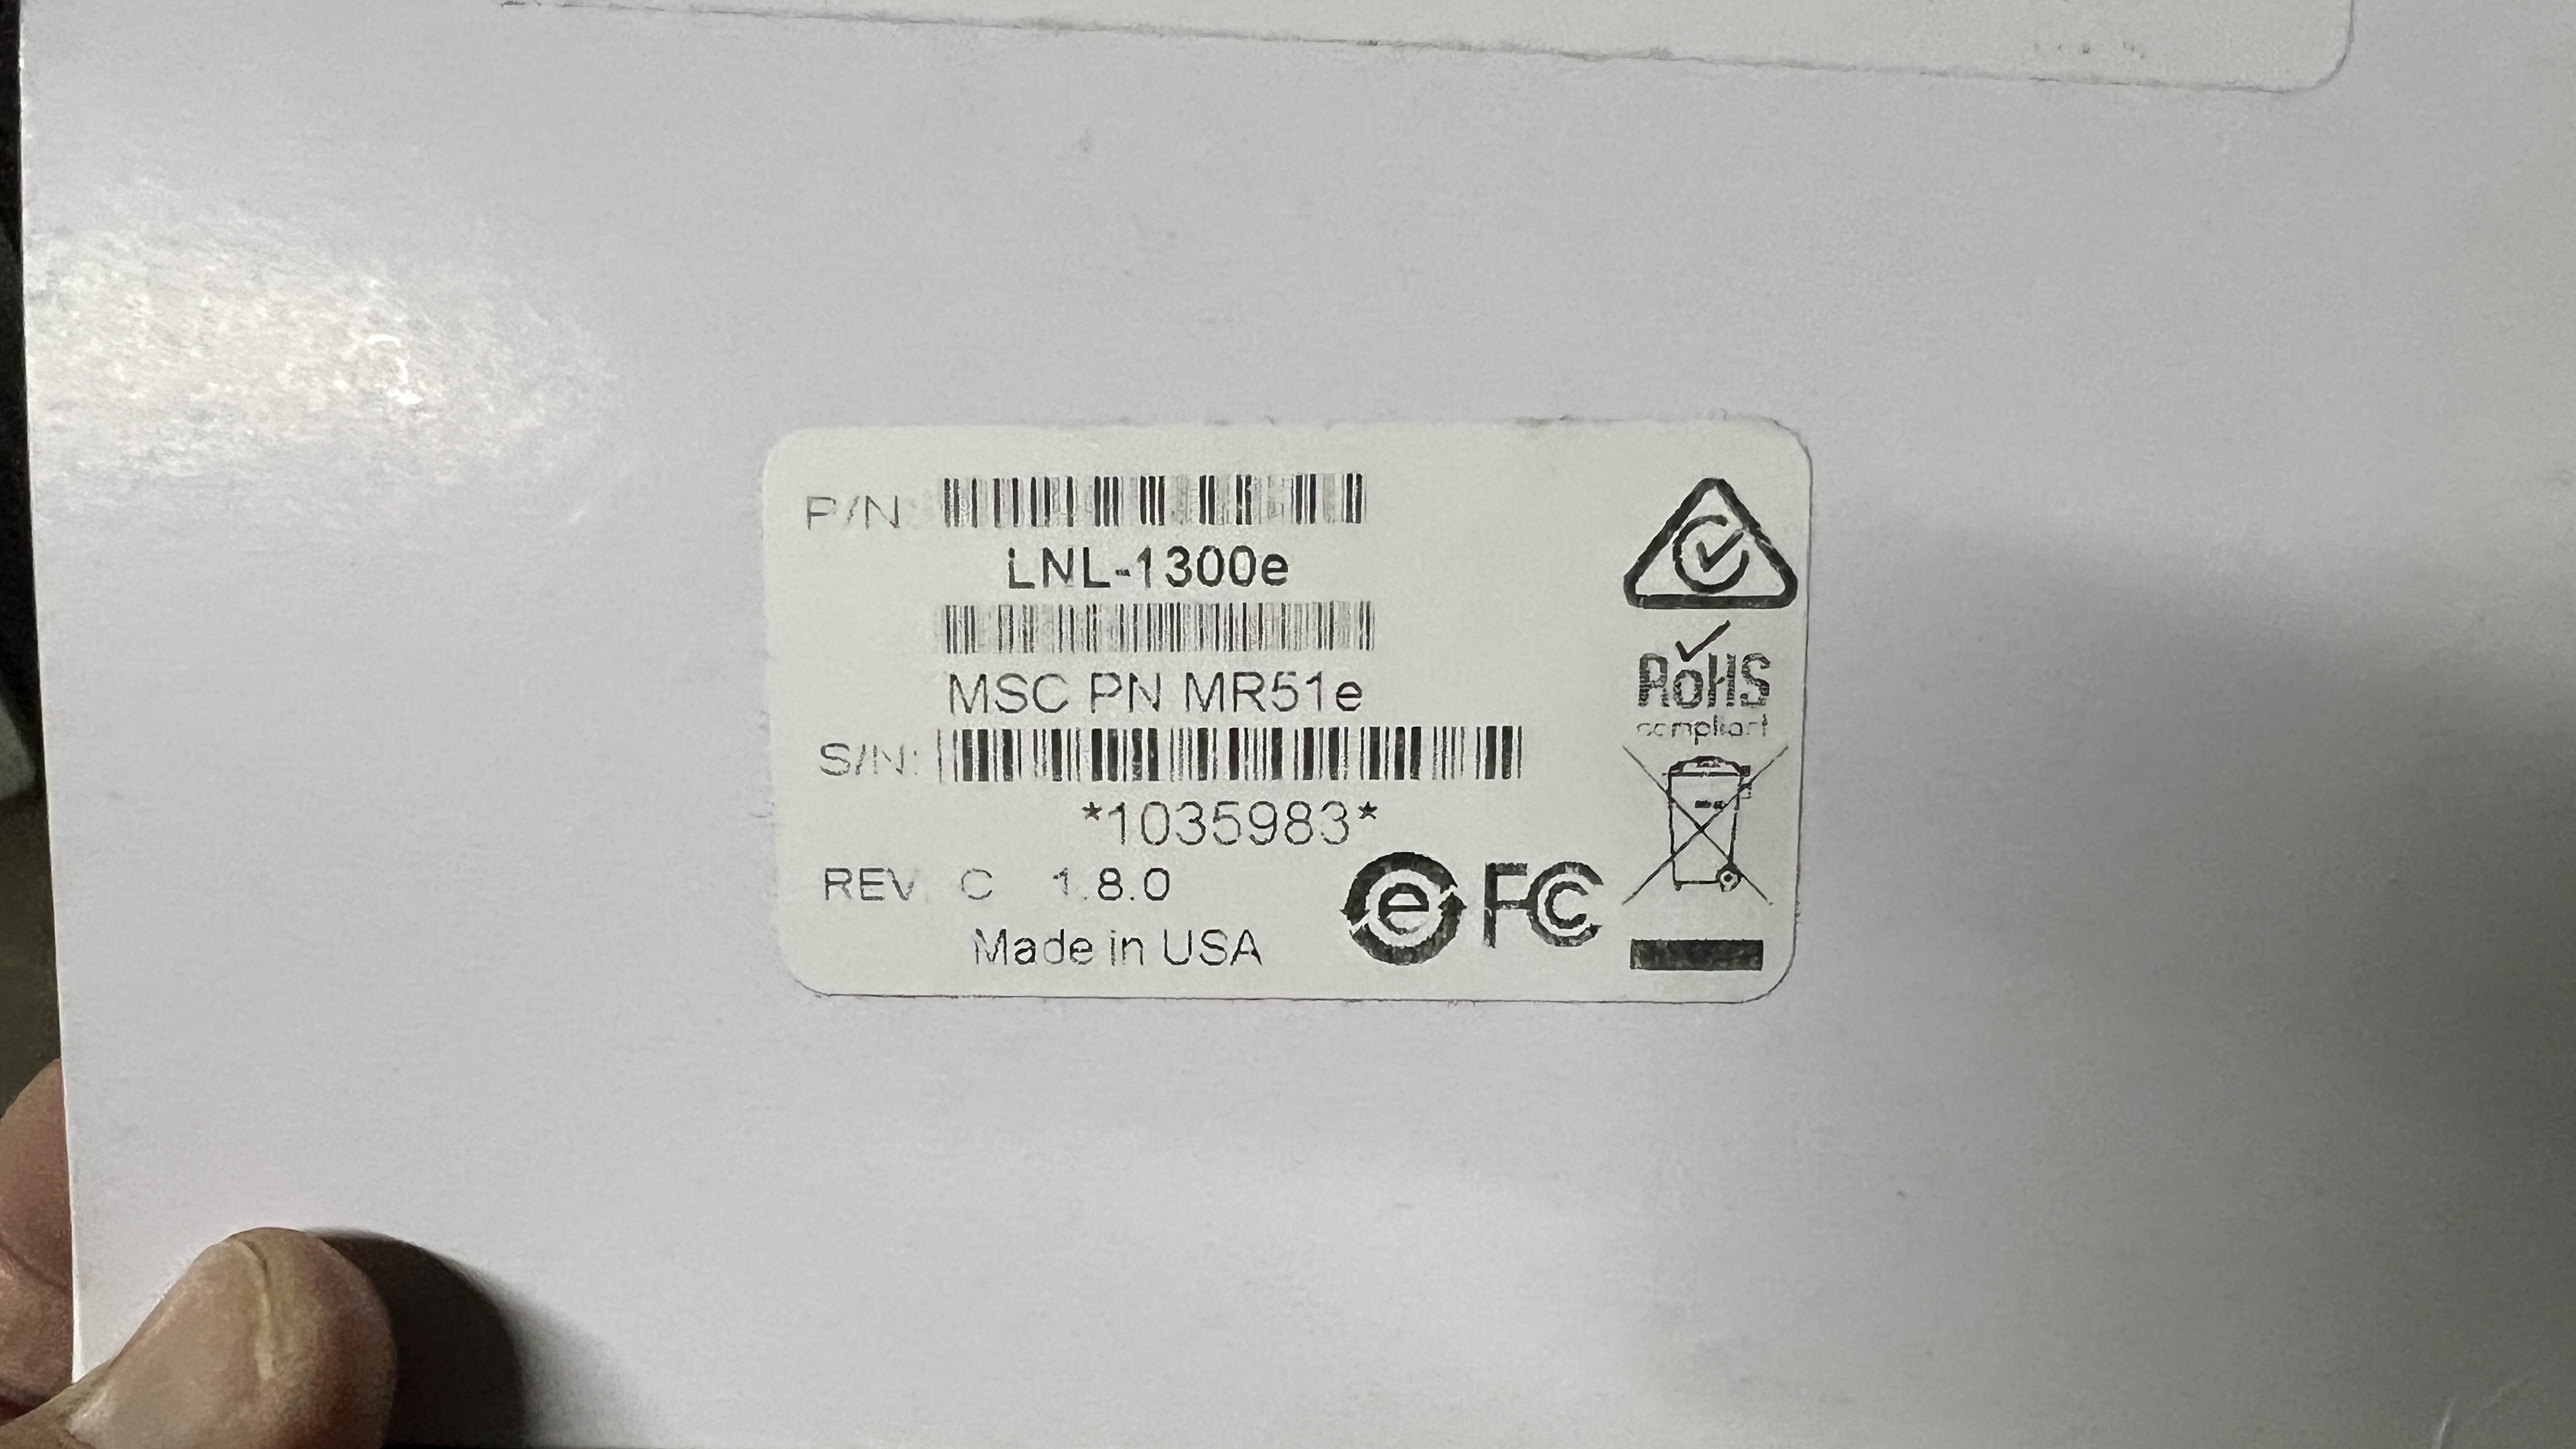 P/N
LNL-1300e
MSC PN MR51e
S/N:
*1035983*
REV C 1.8.0
Made in USA
e FC
RoHS
compliant